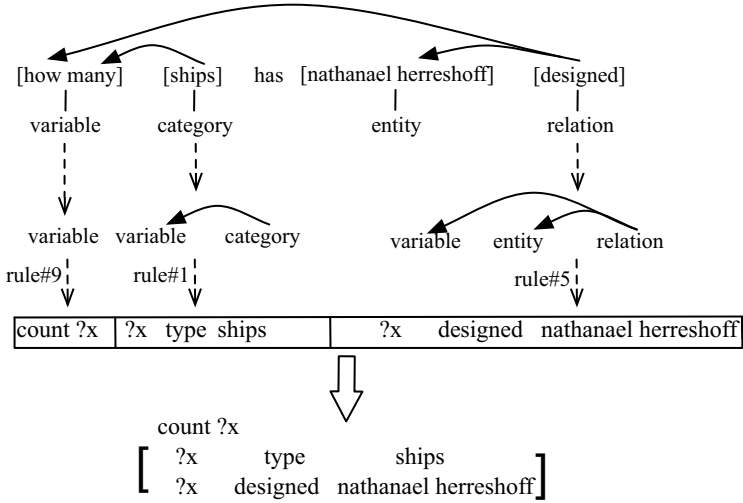 [how many] [ships] has [nathanael herreshoff] [designed]
variable category entity relation
variable variable category variable entity relation
rule#9 rule#1 rule#5
count ?x ?x type ships ?x designed nathanael herreshoff
count ?x
?x type ships
?x designed nathanael herreshoff